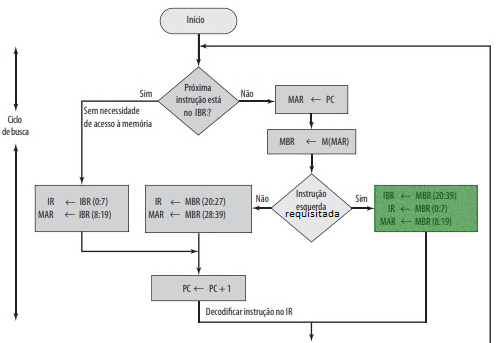 Início
Ciclo
de busca
Próxima
instrução está
no IBR?
Sim
Não
Sem necessidade
de acesso à memória
MAR ← PC
MBR ← M(MAR)
Instrução
esquerda
requisitada
Não
Sim
IR ← IBR (0:7)
MAR ← IBR (8:19)
IR ← MBR (20:27)
MAR ← MBR (28:39)
IBR ← MBR (20:39)
IR ← MBR (0:7)
MAR ← MBR (8:19)
PC ← PC + 1
Decodificar instrução no IR